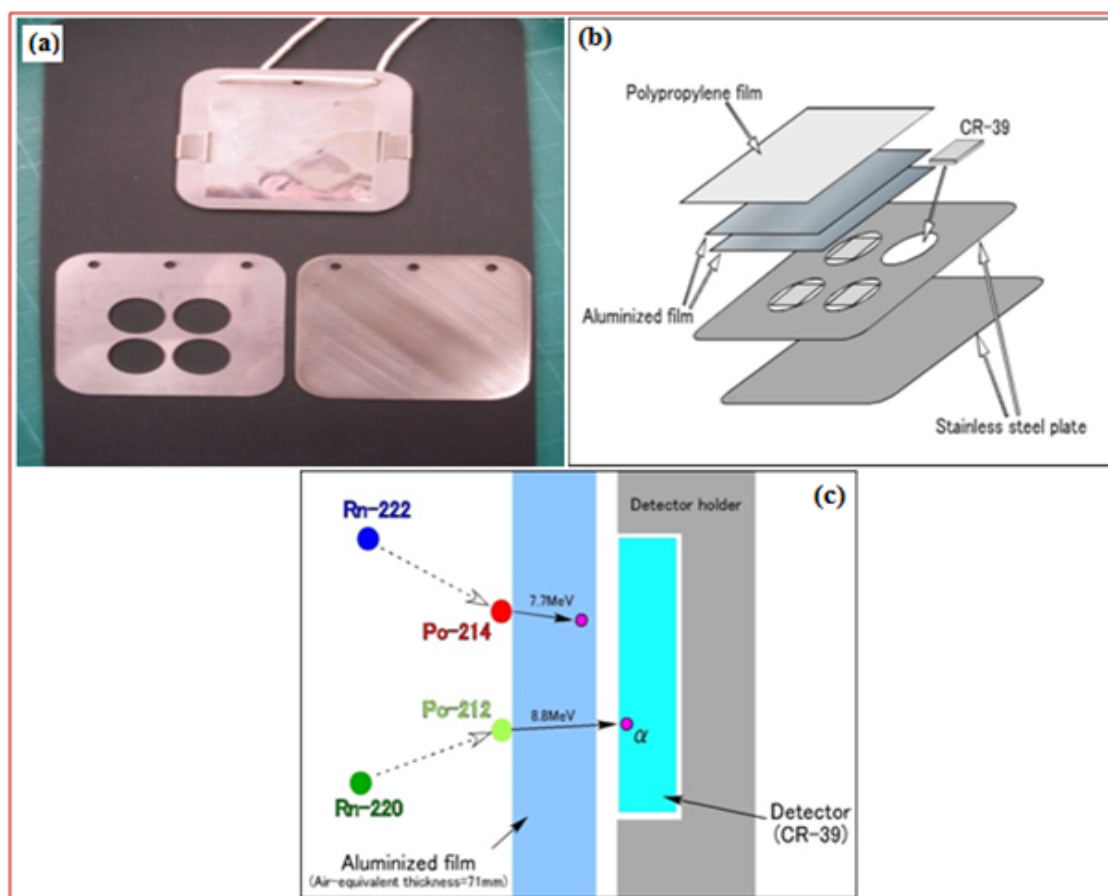 (a)
(b)
Polypropylene film
CR-39
Aluminized film
Stainless steel plate
(c)
Rn-222
Detector holder
7.7MeV
Po-214
Po-212
8.8MeV
α
Rn-220
Detector
(CR-39)
Aluminized film
(Air-equivalent thickness=71mm)